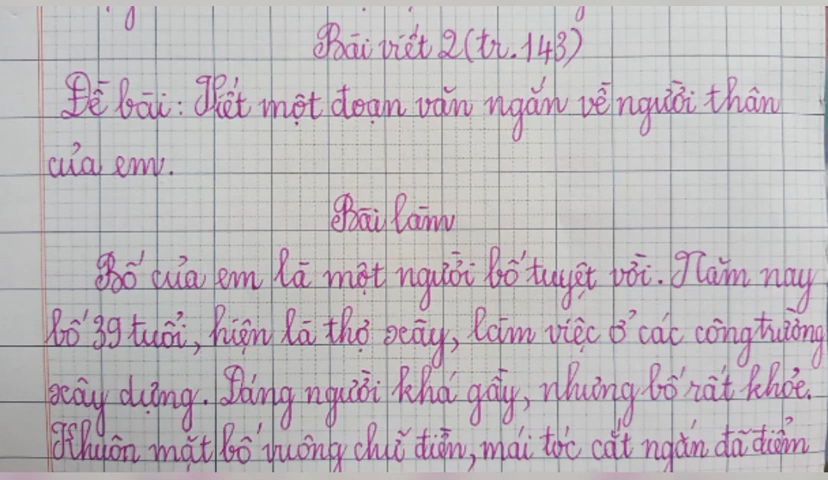 Bài viết 2 (tr.143)
Đề bài: Viết một đoạn văn ngắn về người thân
của em.
Bài làm
Bố của em là một người bố tuyệt vời. Năm nay
bố 39 tuổi, hiện là thợ xây, làm việc ở các công trường
xây dựng. Dáng người khá gầy, nhưng bố rất khỏe.
Khuôn mặt bố vuông chữ điền, mái tóc cắt ngắn đã điểm